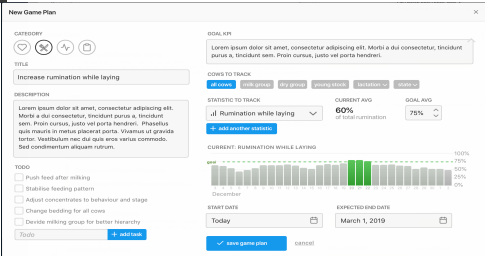 New Game Plan
×
CATEGORY
TITLE
Increase rumination while laying
DESCRIPTION
Lorem ipsum dolor sit amet, consectetur adipiscing elit.
Morbi a dui consectetur, tincidunt purus a, tincidunt
sem. Proin cursus, justo vel porta hendrerit. Phasellus
quis mauris in metus placerat porta. Vivamus ut gravida
tortor. Vestibulum nec dui quis eros varius commodo.
Sed condimentum aliquam rutrum.
TODO
Push feed after milking
Stabilise feeding pattern
Adjust concentrates to behaviour and stage
Change bedding for all cows
Devide milking group for better hierarchy
Todo
+ add task
GOAL KPI
Lorem ipsum dolor sit amet, consectetur adipiscing elit. Morbi a dui consectetur, tincidunt
purus a, tincidunt sem. Proin cursus, justo vel porta hendrerit.
COWS TO TRACK
all cows milk group dry group young stock lactation state
STATISTIC TO TRACK
Rumination while laying
+ add another statistic
CURRENT AVG
60%
of total rumination
GOAL AVG
75%
CURRENT: RUMINATION WHILE LAYING
goal
100%
75%
50%
25%
0%
December
START DATE
Today
EXPECTED END DATE
March 1, 2019
save game plan
cancel